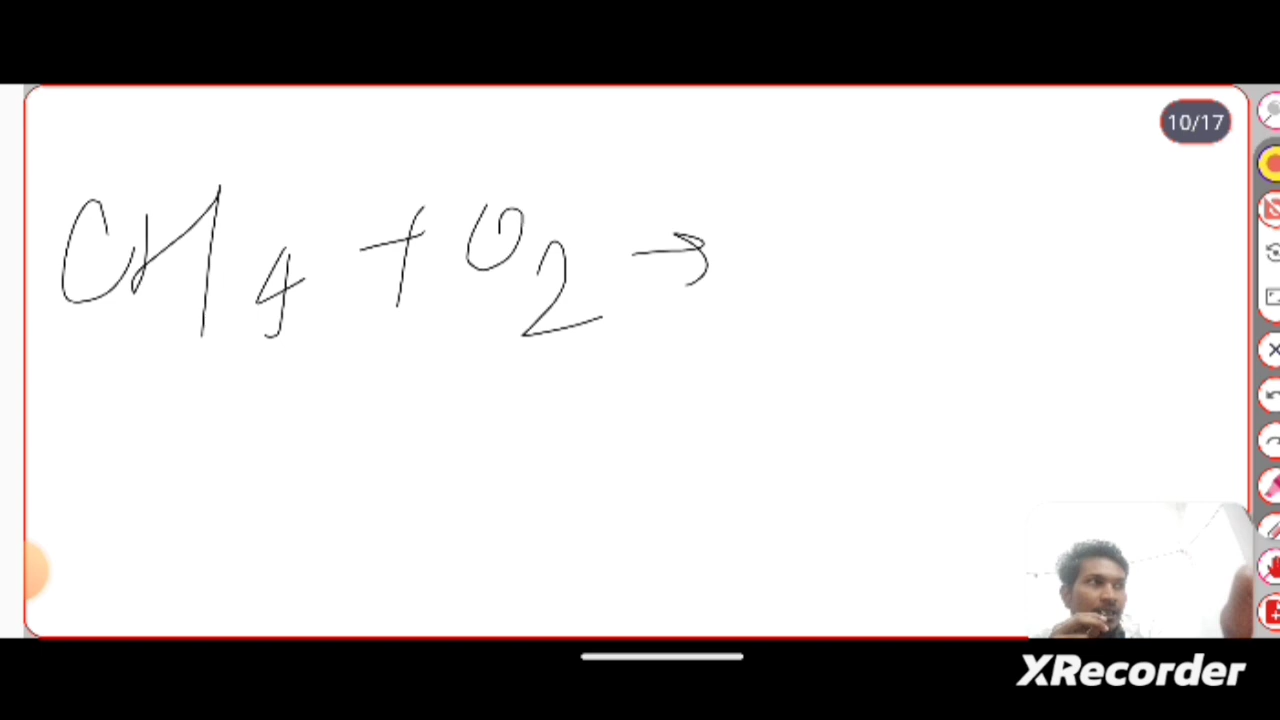 10/17
CH4 + O2 →
XRecorder